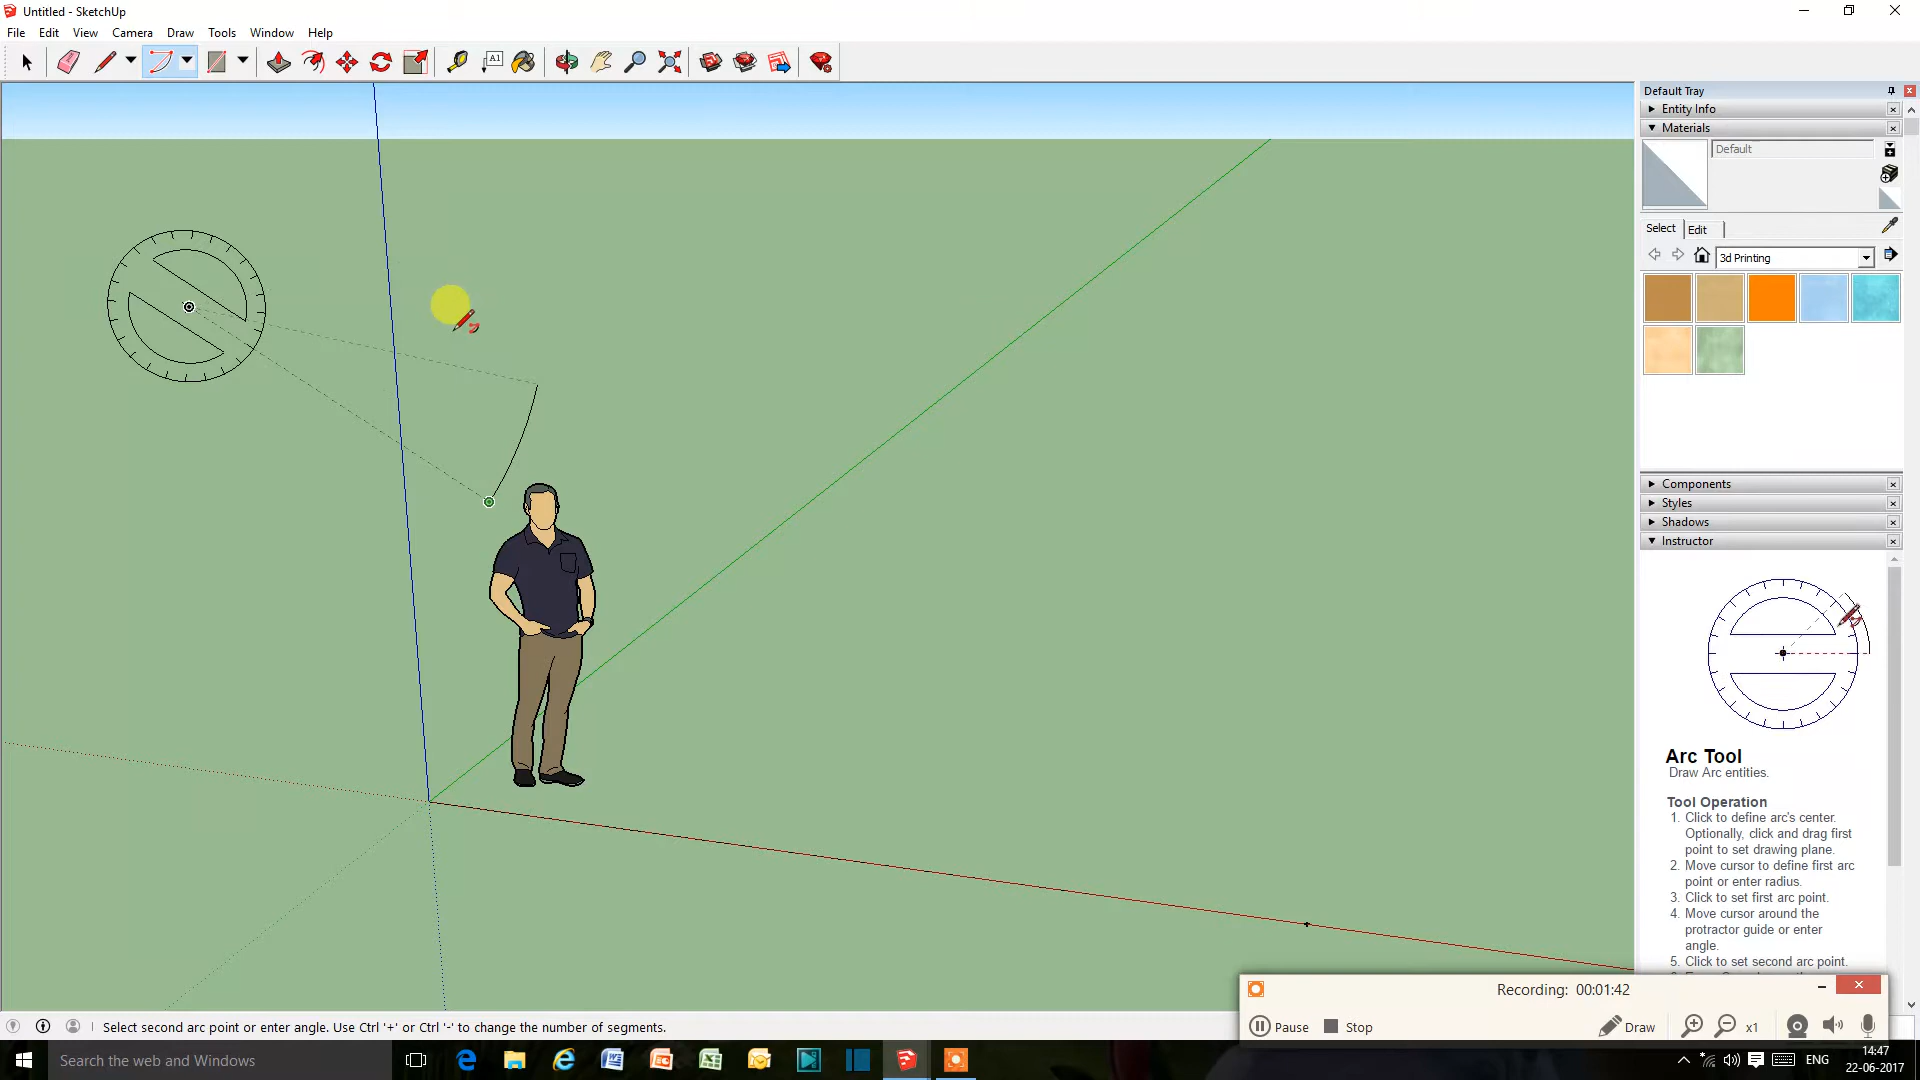 Untitled - SketchUp
File Edit View Camera Draw Tools Window Help
A1
Default Tray
Entity Info
Materials
Default
Select Edit
3d Printing
Components
Styles
Shadows
Instructor
Arc Tool
Draw Arc entities.
Tool Operation
1. Click to define arc's center.
Optionally, click and drag first
point to set drawing plane.
2. Move cursor to define first arc
point or enter radius.
3. Click to set first arc point.
4. Move cursor around the
protractor guide or enter
angle.
5. Click to set second arc point.
Recording: 00:01:42
Pause Stop Draw x1
Select second arc point or enter angle. Use Ctrl '+' or Ctrl '-' to change the number of segments.
Search the web and Windows
ENG
14:47
22-06-2017